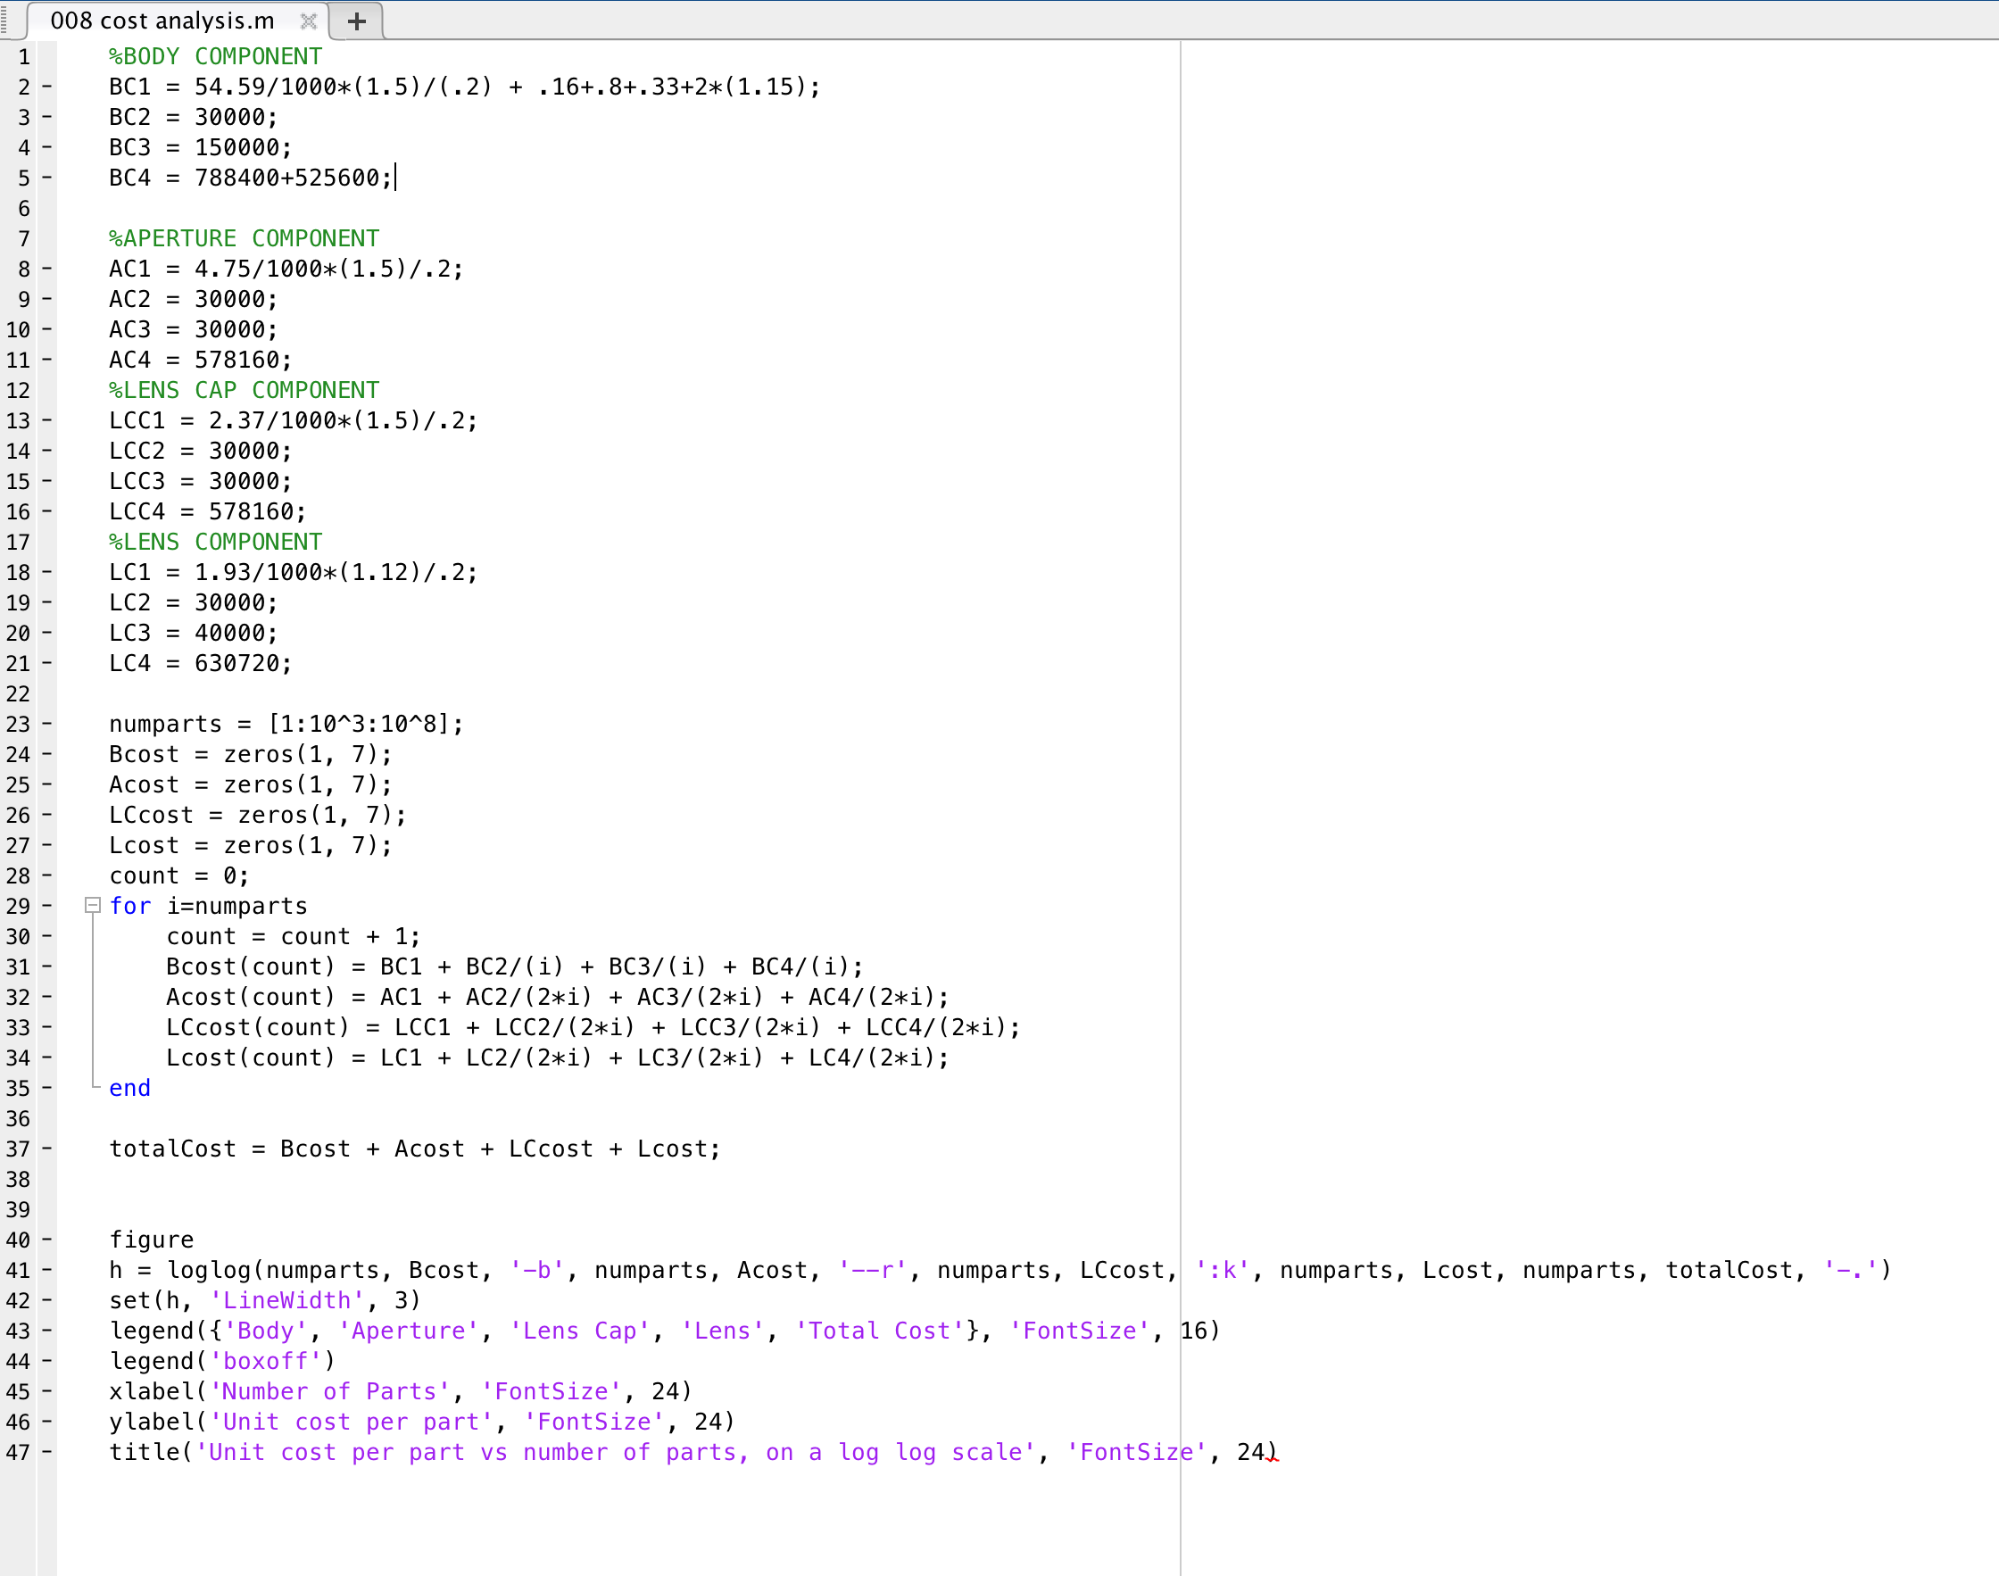 008 cost analysis.m
1 %BODY COMPONENT
2 - BC1 = 54.59/1000*(1.5)/(.2) + .16+.8+.33+2*(1.15);
3 - BC2 = 30000;
4 - BC3 = 150000;
5 - BC4 = 788400+525600;
6
7 %APERTURE COMPONENT
8 - AC1 = 4.75/1000*(1.5)/.2;
9 - AC2 = 30000;
10 - AC3 = 30000;
11 - AC4 = 578160;
12 %LENS CAP COMPONENT
13 - LCC1 = 2.37/1000*(1.5)/.2;
14 - LCC2 = 30000;
15 - LCC3 = 30000;
16 - LCC4 = 578160;
17 %LENS COMPONENT
18 - LC1 = 1.93/1000*(1.12)/.2;
19 - LC2 = 30000;
20 - LC3 = 40000;
21 - LC4 = 630720;
22
23 - numparts = [1:10^3:10^8];
24 - Bcost = zeros(1, 7);
25 - Acost = zeros(1, 7);
26 - LCcost = zeros(1, 7);
27 - Lcost = zeros(1, 7);
28 - count = 0;
29 - for i=numparts
30 - count = count + 1;
31 - Bcost(count) = BC1 + BC2/(i) + BC3/(i) + BC4/(i);
32 - Acost(count) = AC1 + AC2/(2*i) + AC3/(2*i) + AC4/(2*i);
33 - LCcost(count) = LCC1 + LCC2/(2*i) + LCC3/(2*i) + LCC4/(2*i);
34 - Lcost(count) = LC1 + LC2/(2*i) + LC3/(2*i) + LC4/(2*i);
35 - end
36
37 - totalCost = Bcost + Acost + LCcost + Lcost;
38
39
40 - figure
41 - h = loglog(numparts, Bcost, '-b', numparts, Acost, '--r', numparts, LCcost, ':k', numparts, Lcost, numparts, totalCost, '-.')
42 - set(h, 'LineWidth', 3)
43 - legend({'Body', 'Aperture', 'Lens Cap', 'Lens', 'Total Cost'}, 'FontSize', 16)
44 - legend('boxoff')
45 - xlabel('Number of Parts', 'FontSize', 24)
46 - ylabel('Unit cost per part', 'FontSize', 24)
47 - title('Unit cost per part vs number of parts, on a log log scale', 'FontSize', 24)